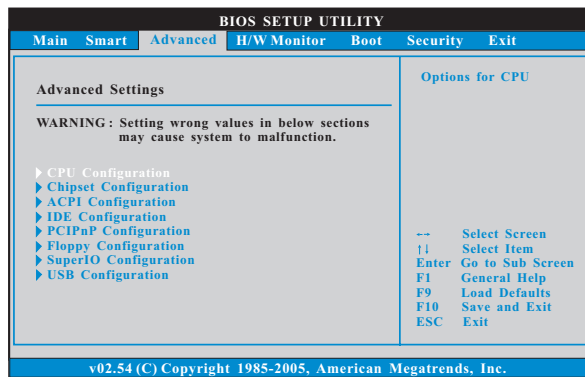 BIOS SETUP UTILITY
Main Smart Advanced H/W Monitor Boot Security Exit
Advanced Settings
WARNING : Setting wrong values in below sections
may cause system to malfunction.
CPU Configuration
Chipset Configuration
ACPI Configuration
IDE Configuration
PCIPnP Configuration
Floppy Configuration
SuperIO Configuration
USB Configuration
Options for CPU
←→ Select Screen
↑↓ Select Item
Enter Go to Sub Screen
F1 General Help
F9 Load Defaults
F10 Save and Exit
ESC Exit
v02.54 (C) Copyright 1985-2005, American Megatrends, Inc.